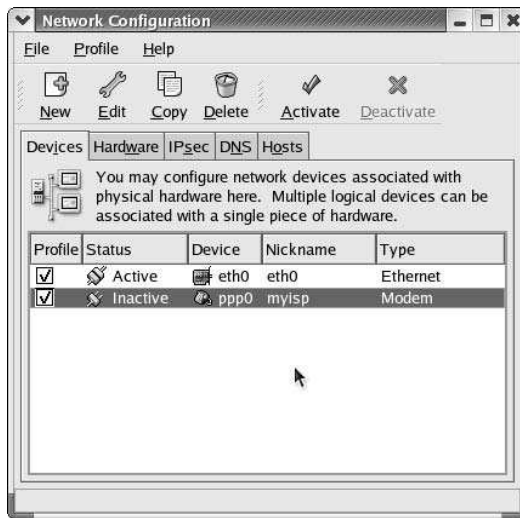 Network Configuration
File Profile Help
New Edit Copy Delete Activate Deactivate
Devices Hardware IPsec DNS Hosts
You may configure network devices associated with
physical hardware here. Multiple logical devices can be
associated with a single piece of hardware.
Profile Status Device Nickname Type
Active eth0 eth0 Ethernet
Inactive ppp0 myisp Modem